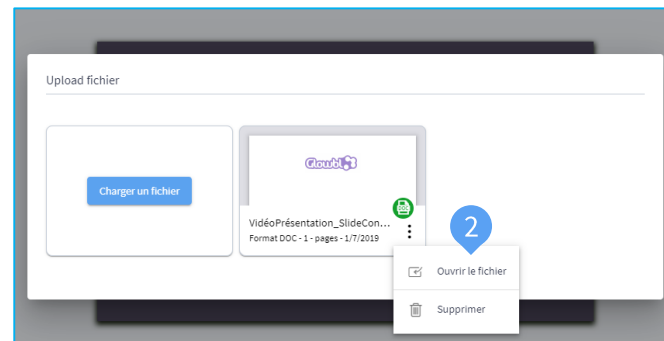 Upload fichier
Charger un fichier
Glowbl
VidéoPrésentation_SlideCon...
Format DOC - 1 - pages - 1/7/2019
2
Ouvrir le fichier
Supprimer